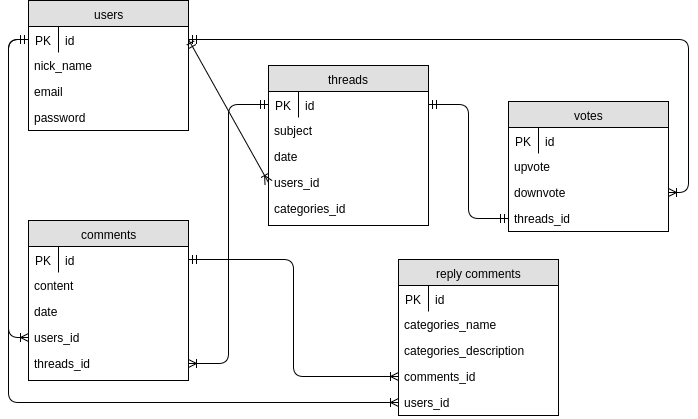 users
PK id
nick_name
email
password
threads
PK id
subject
date
users_id
categories_id
votes
PK id
upvote
downvote
threads_id
comments
PK id
content
date
users_id
threads_id
reply comments
PK id
categories_name
categories_description
comments_id
users_id